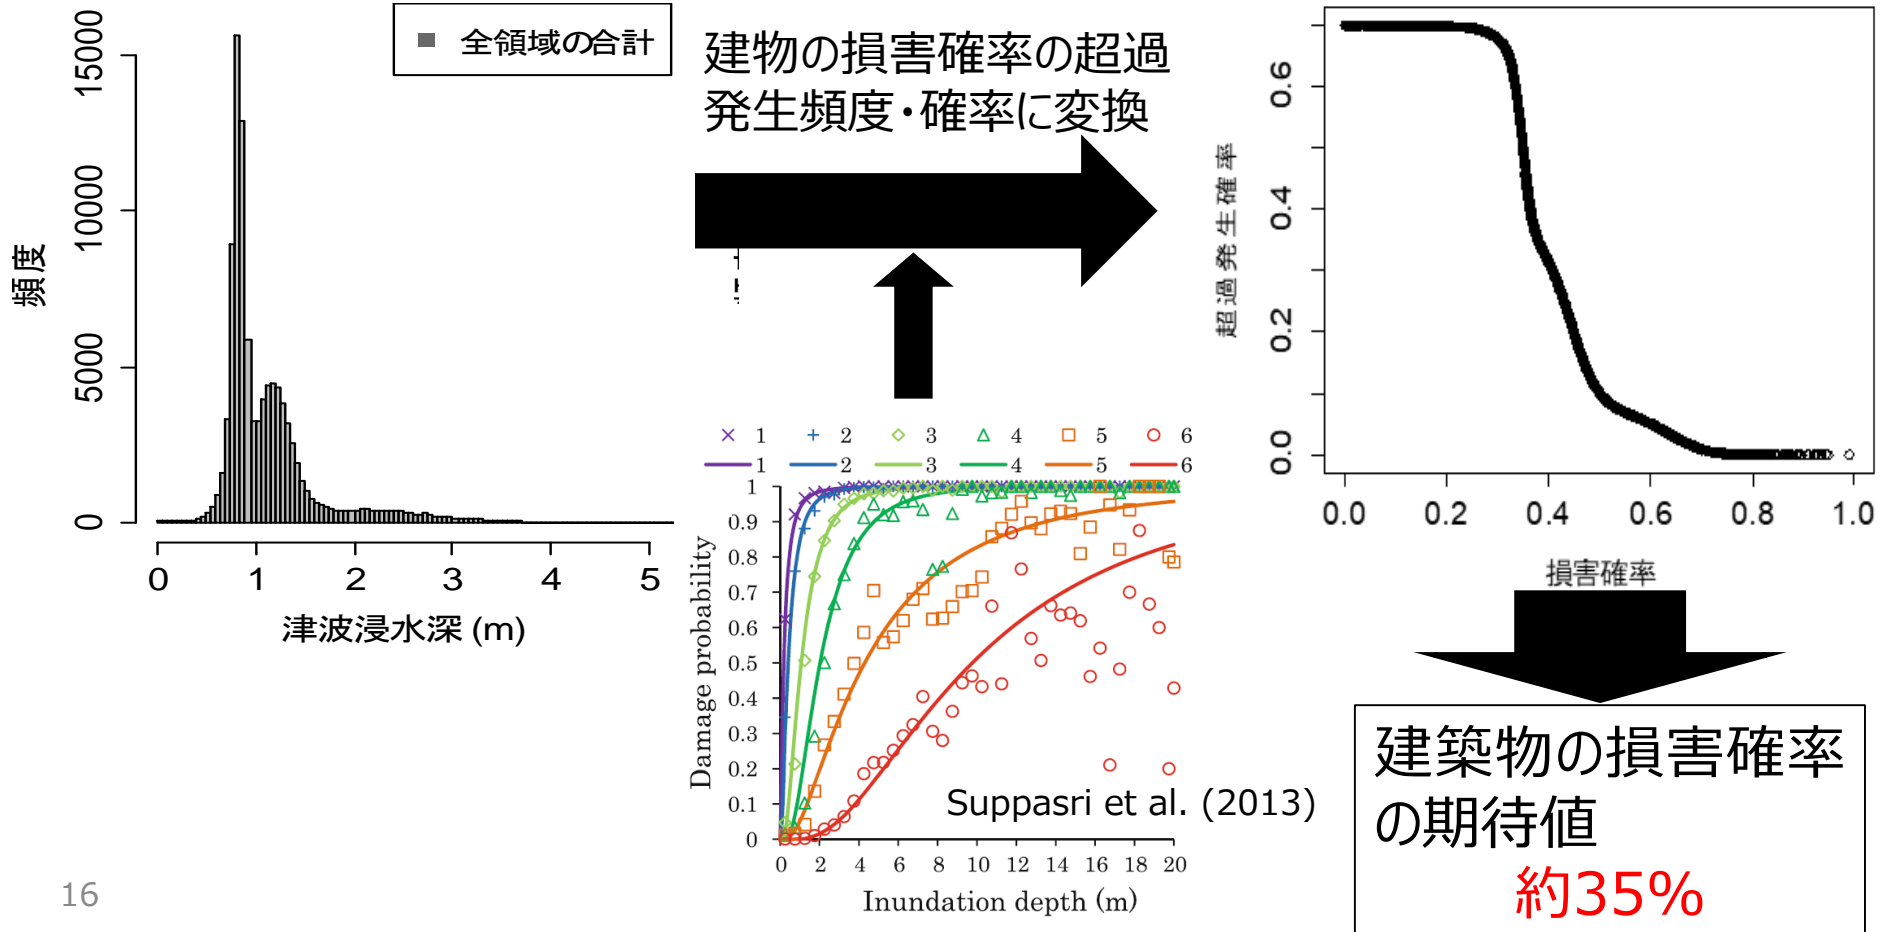 全領域の合計
15000
10000
5000
0
頻度
0 1 2 3 4 5
津波浸水深 (m)
建物の損害確率の超過
発生頻度・確率に変換
1 2 3 4 5 6
1 2 3 4 5 6
1
0.9
0.8
0.7
0.6
0.5
0.4
0.3
0.2
0.1
0
Damage probability
0 2 4 6 8 10 12 14 16 18 20
Inundation depth (m)
Suppasri et al. (2013)
0.6
0.4
0.2
0.0
超過発生確率
0.0 0.2 0.4 0.6 0.8 1.0
損害確率
建築物の損害確率
の期待値
約35%
16